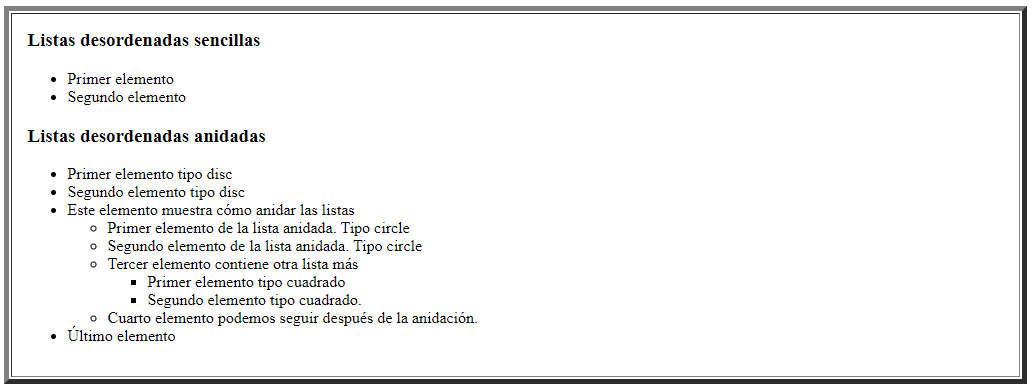 Listas desordenadas sencillas
Primer elemento
Segundo elemento
Listas desordenadas anidadas
Primer elemento tipo disc
Segundo elemento tipo disc
Este elemento muestra cómo anidar las listas
Primer elemento de la lista anidada. Tipo circle
Segundo elemento de la lista anidada. Tipo circle
Tercer elemento contiene otra lista más
Primer elemento tipo cuadrado
Segundo elemento tipo cuadrado.
Cuarto elemento podemos seguir después de la anidación.
Último elemento